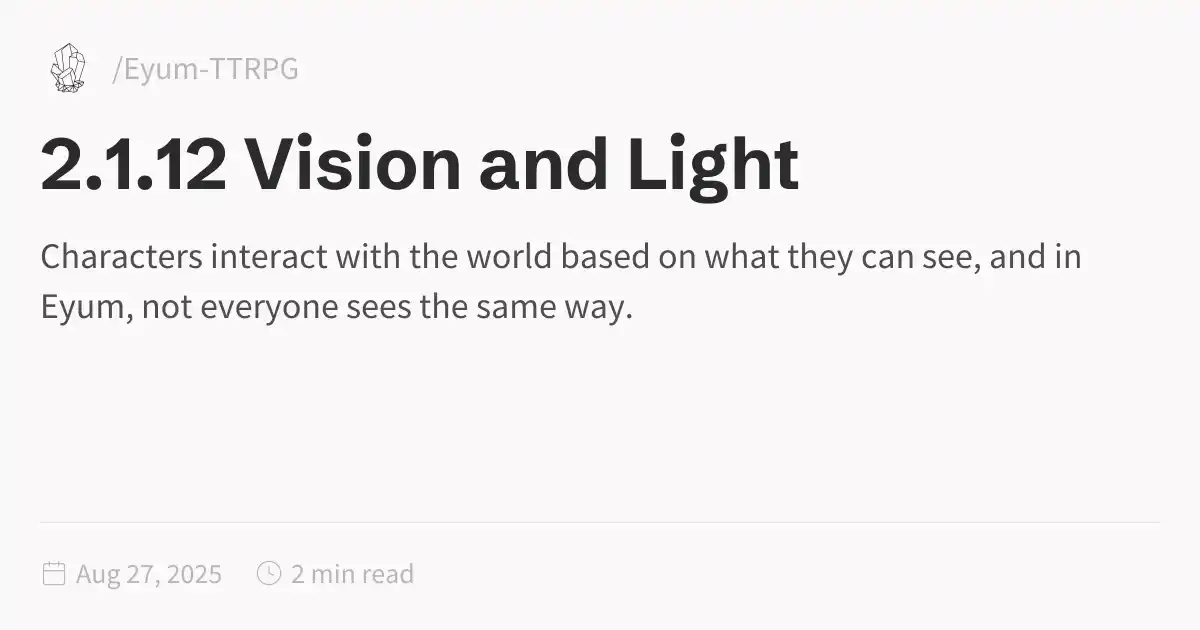 /Eyum-TTRPG
2.1.12 Vision and Light
Characters interact with the world based on what they can see, and in
Eyum, not everyone sees the same way.
Aug 27, 2025 2 min read